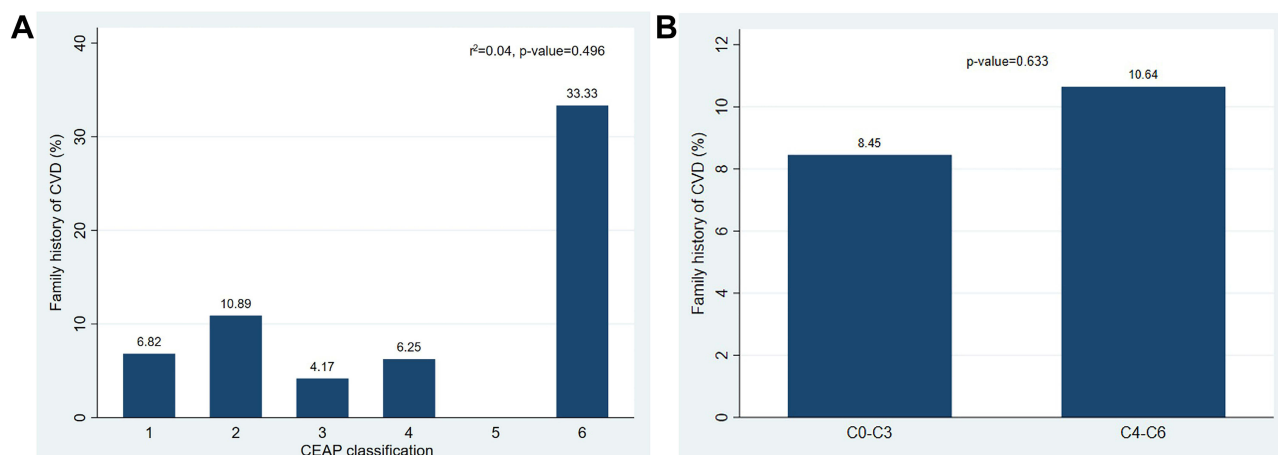 A
Family history of CVD (%)
40
30
20
10
0
r²=0.04, p-value=0.496
6.82
10.89
4.17
6.25
33.33
1 2 3 4 5 6
CEAP classification
B
Family history of CVD (%)
12
10
8
6
4
2
0
p-value=0.633
8.45
10.64
C0-C3 C4-C6